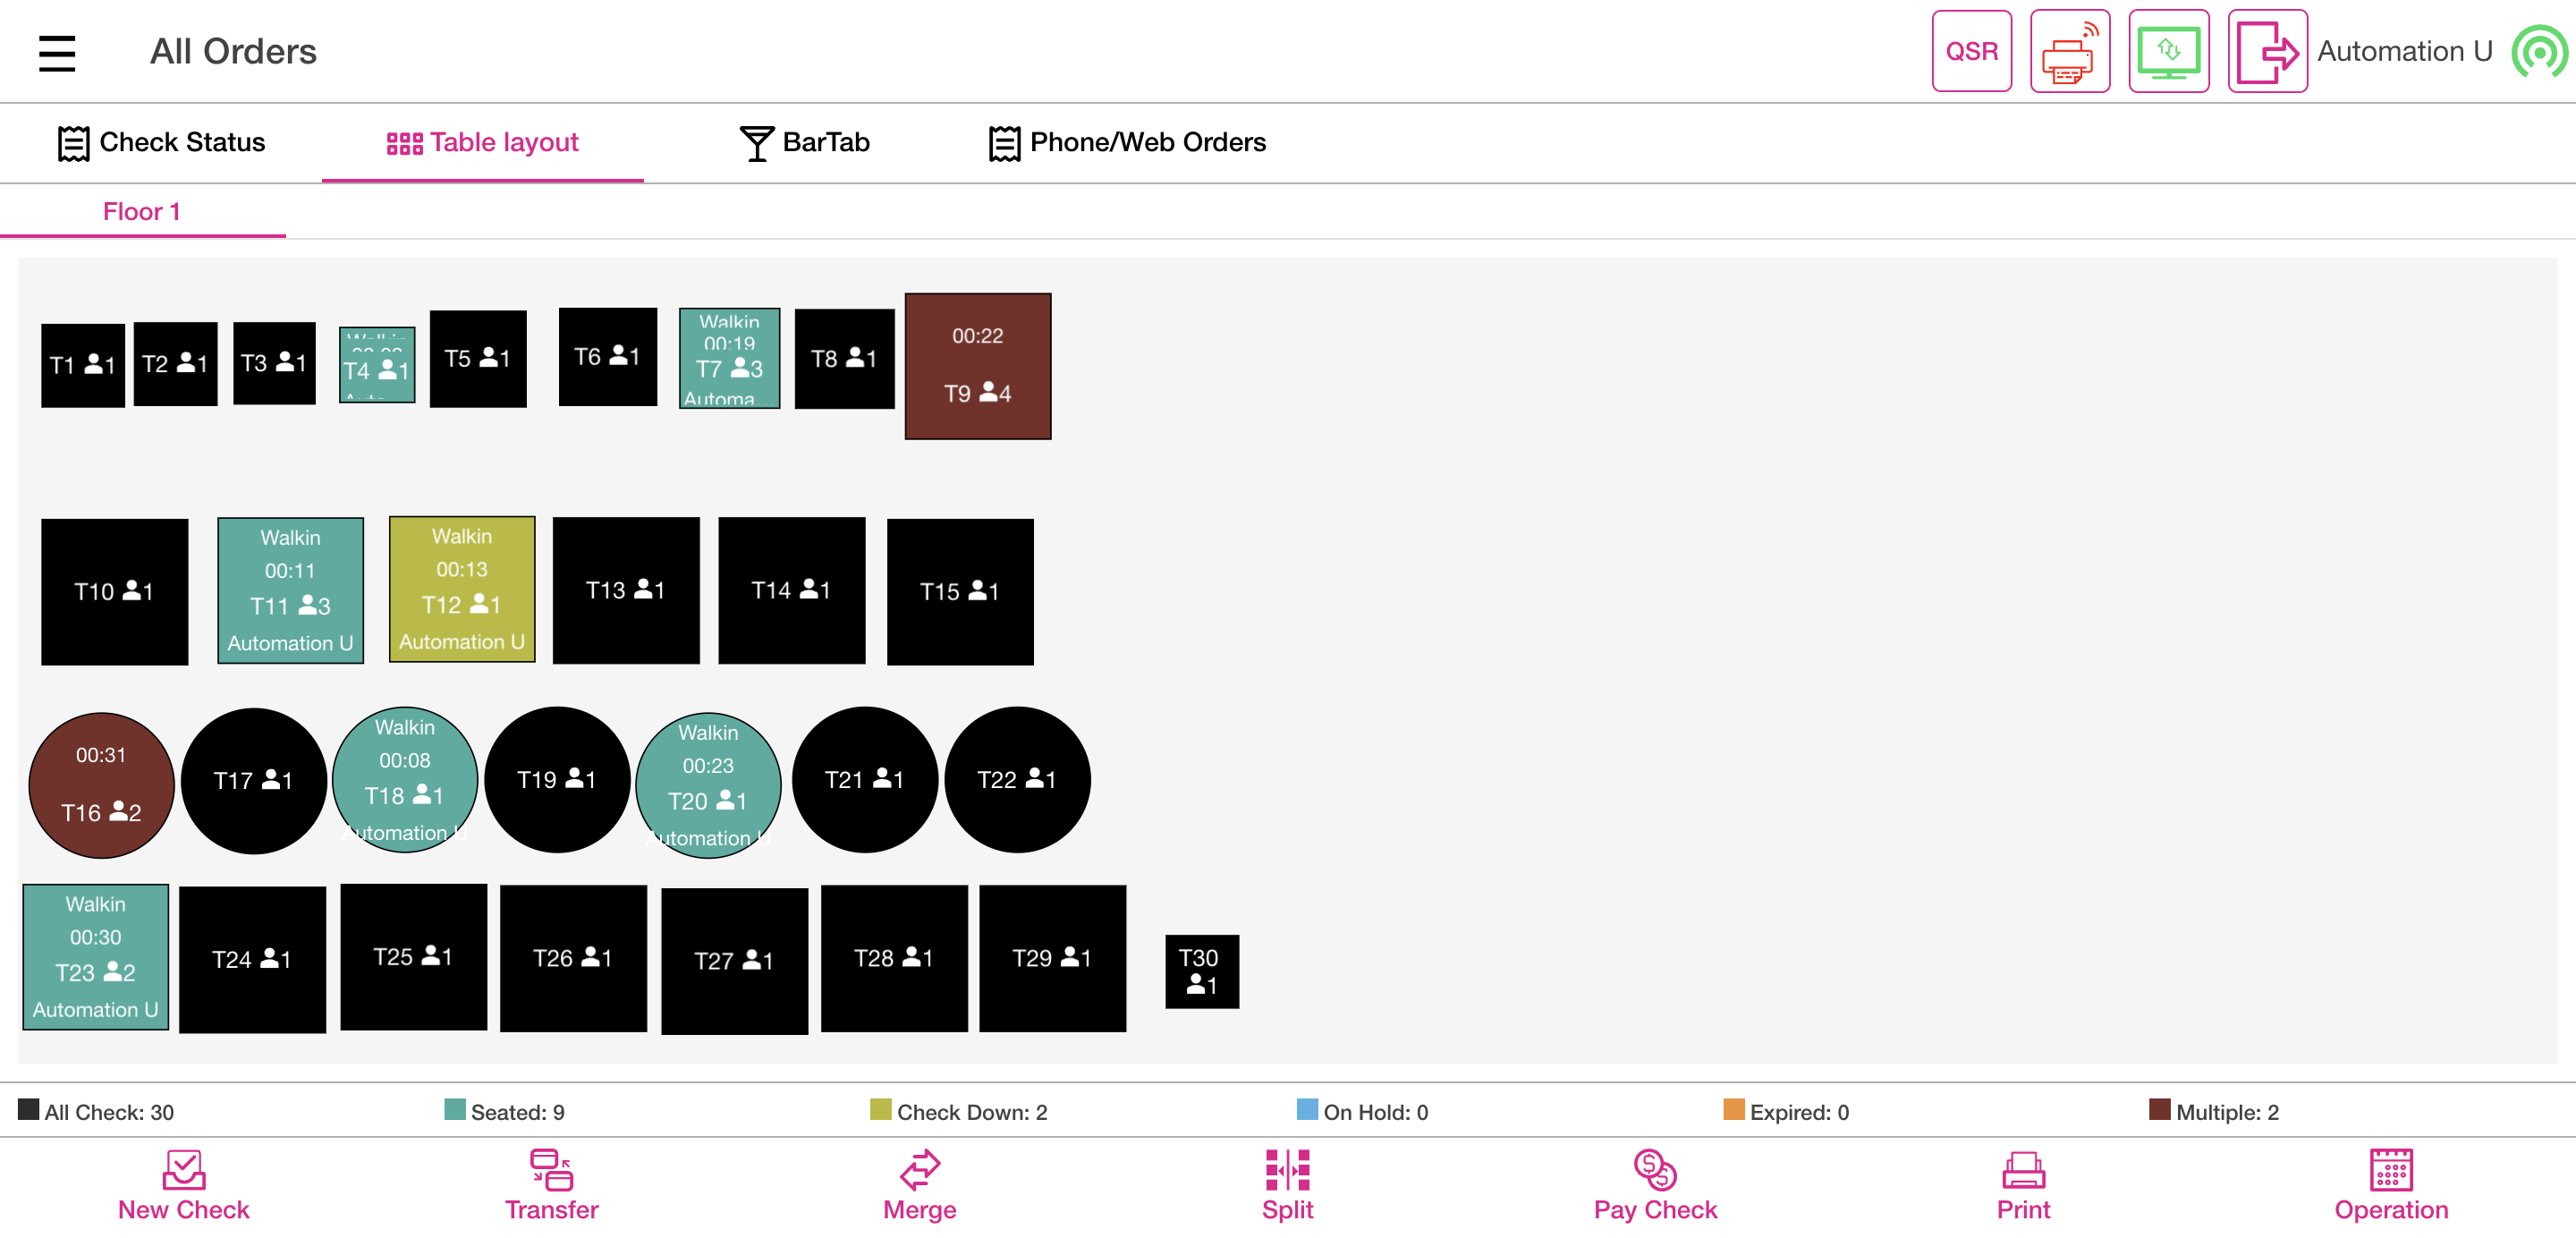 All Orders
QSR
Automation U
Check Status
Table layout
BarTab
Phone/Web Orders
Floor 1
T1 1
T2 1
T3 1
T4 1
T5 1
T6 1
Walkin
00:19
T7 3
Automa...
T8 1
00:22
T9 4
T10 1
Walkin
00:11
T11 3
Automation U
Walkin
00:13
T12 1
Automation U
T13 1
T14 1
T15 1
00:31
T16 2
T17 1
Walkin
00:08
T18 1
Automation U
T19 1
Walkin
00:23
T20 1
Automation U
T21 1
T22 1
Walkin
00:30
T23 2
Automation U
T24 1
T25 1
T26 1
T27 1
T28 1
T29 1
T30
1
All Check: 30
Seated: 9
Check Down: 2
On Hold: 0
Expired: 0
Multiple: 2
New Check
Transfer
Merge
Split
Pay Check
Print
Operation